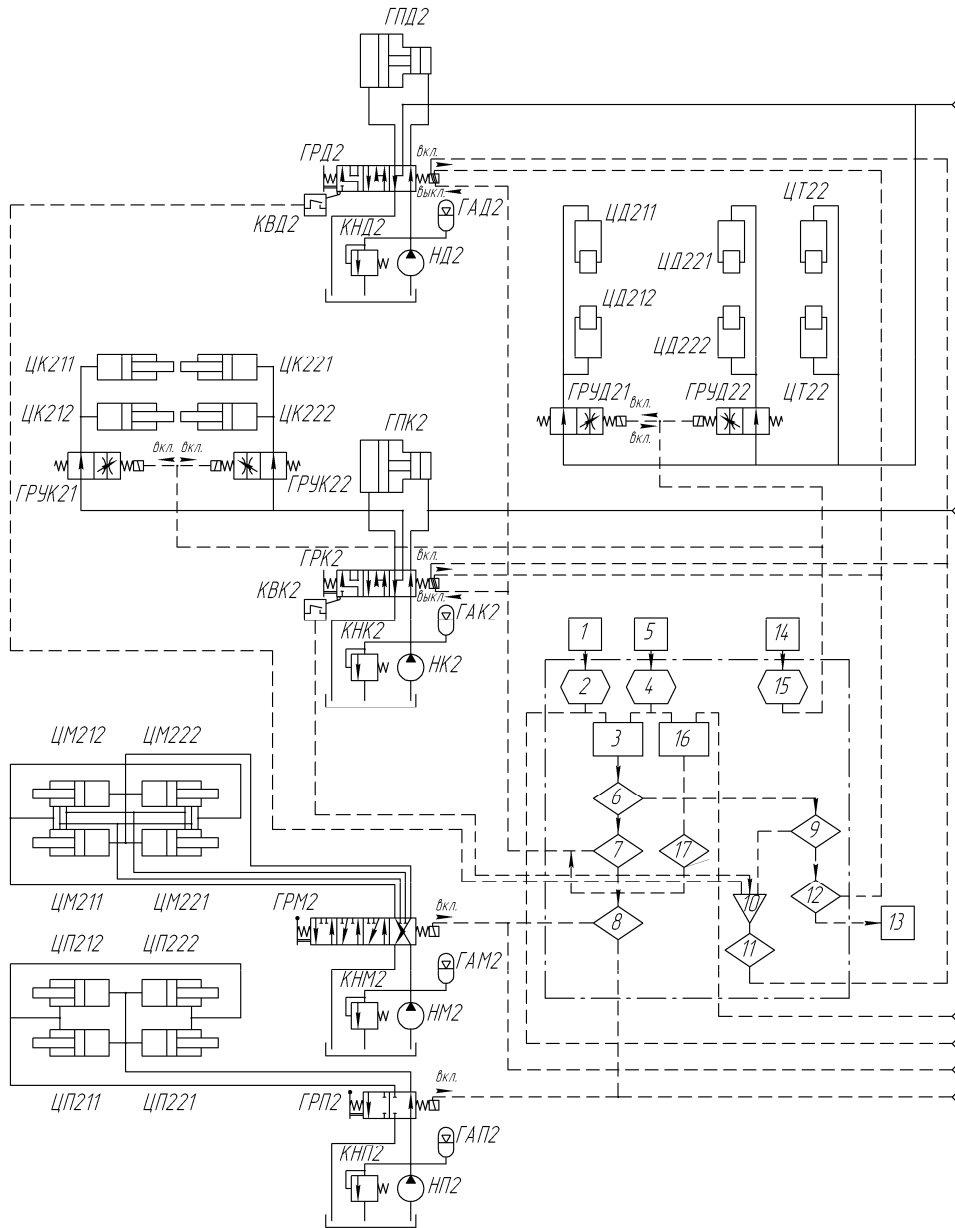 ГПД2
ГРД2
вкл.
выкл.
КВД2
КНД2
ГАД2
НД2
ЦД211
ЦТ22
ЦД221
ЦД212
ЦД222
ЦТ22
ГРУД21
ГРУД22
вкл.
вкл.
ЦК211
ЦК221
ЦК212
ЦК222
вкл.
вкл.
ГРУК21
ГРУК22
ГПК2
ГРК2
вкл.
выкл.
КВК2
КНК2
ГАК2
НК2
1
5
14
2
4
15
3
16
6
7
17
9
8
10
12
11
13
ЦМ212
ЦМ222
ЦМ211
ЦМ221
ГРМ2
вкл.
КНМ2
ГАМ2
НМ2
ЦП212
ЦП222
ЦП211
ЦП221
ГРП2
вкл.
КНП2
ГАП2
НП2